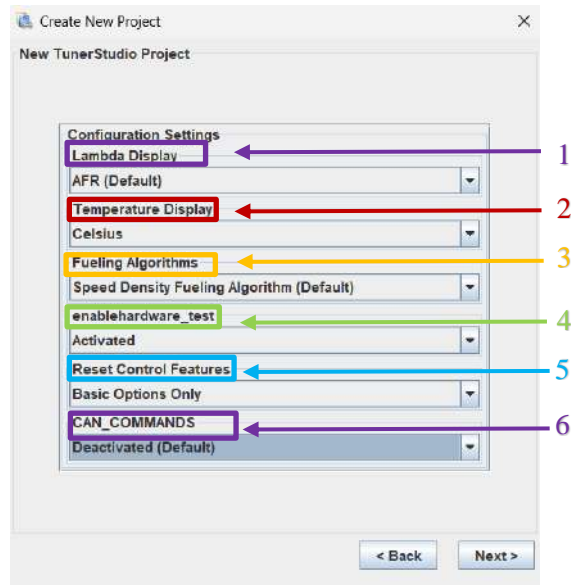 Create New Project
New TunerStudio Project
Configuration Settings
Lambda Display
1
AFR (Default)
Temperature Display
2
Celsius
Fueling Algorithms
3
Speed Density Fueling Algorithm (Default)
enablehardware_test
4
Activated
Reset Control Features
5
Basic Options Only
CAN_COMMANDS
6
Deactivated (Default)
< Back Next >